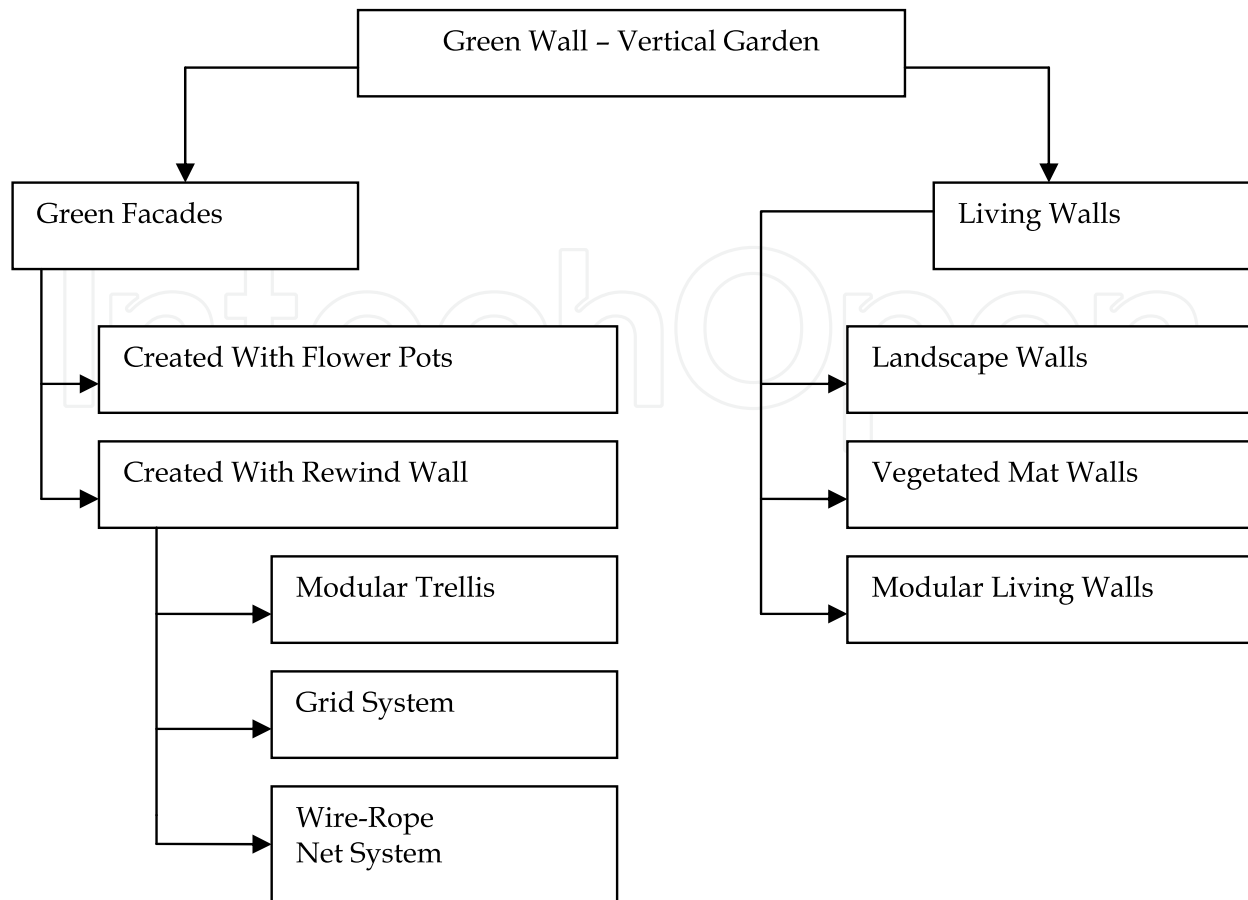 Green Wall – Vertical Garden
Green Facades
Living Walls
Created With Flower Pots
Landscape Walls
Created With Rewind Wall
Vegetated Mat Walls
Modular Trellis
Modular Living Walls
Grid System
Wire-Rope
Net System
IntechOpen